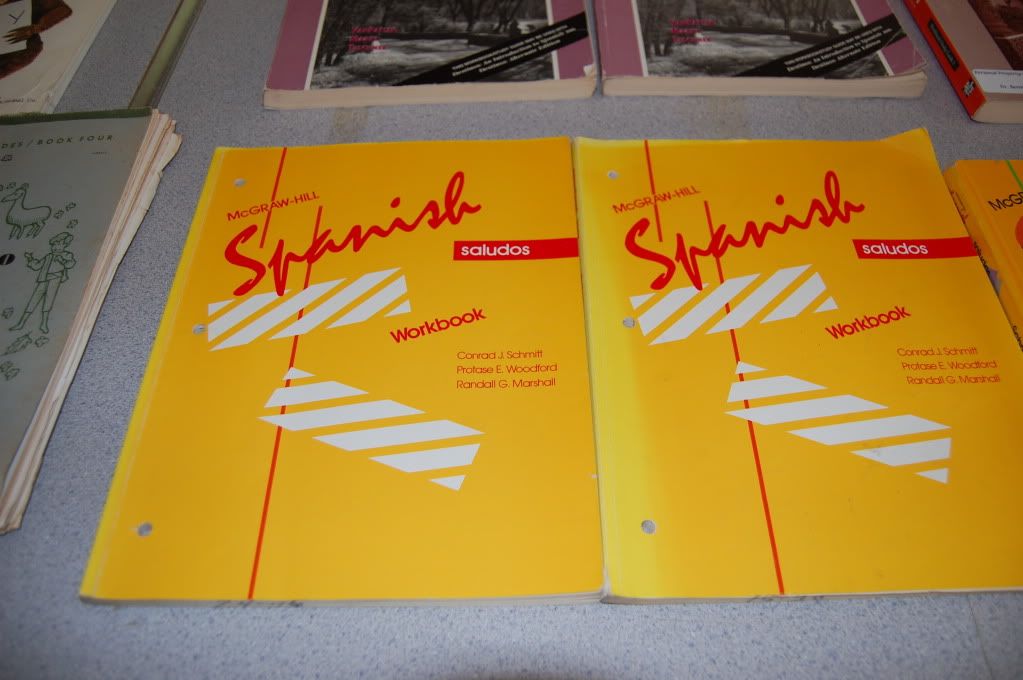 DES / BOOK FOUR
McGRAW-HILL
Spanish
saludos
Workbook
Conrad J. Schmitt
Protase E. Woodford
Randall G. Marshall
McGRAW-HILL
Spanish
saludos
Workbook
Conrad J. Schmitt
Protase E. Woodford
Randall G. Marshall